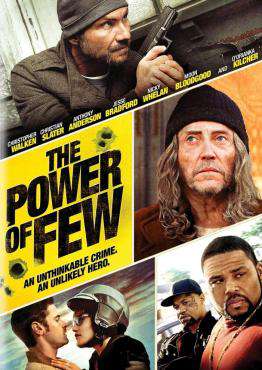 CHRISTOPHER
WALKEN
CHRISTIAN
SLATER
ANTHONY
ANDERSON
JESSE
BRADFORD
NICKY
WHELAN
MOON
BLOODGOOD
AND
Q'ORIANKA
KILCHER
THE
POWER
OF FEW
AN UNTHINKABLE CRIME.
AN UNLIKELY HERO.